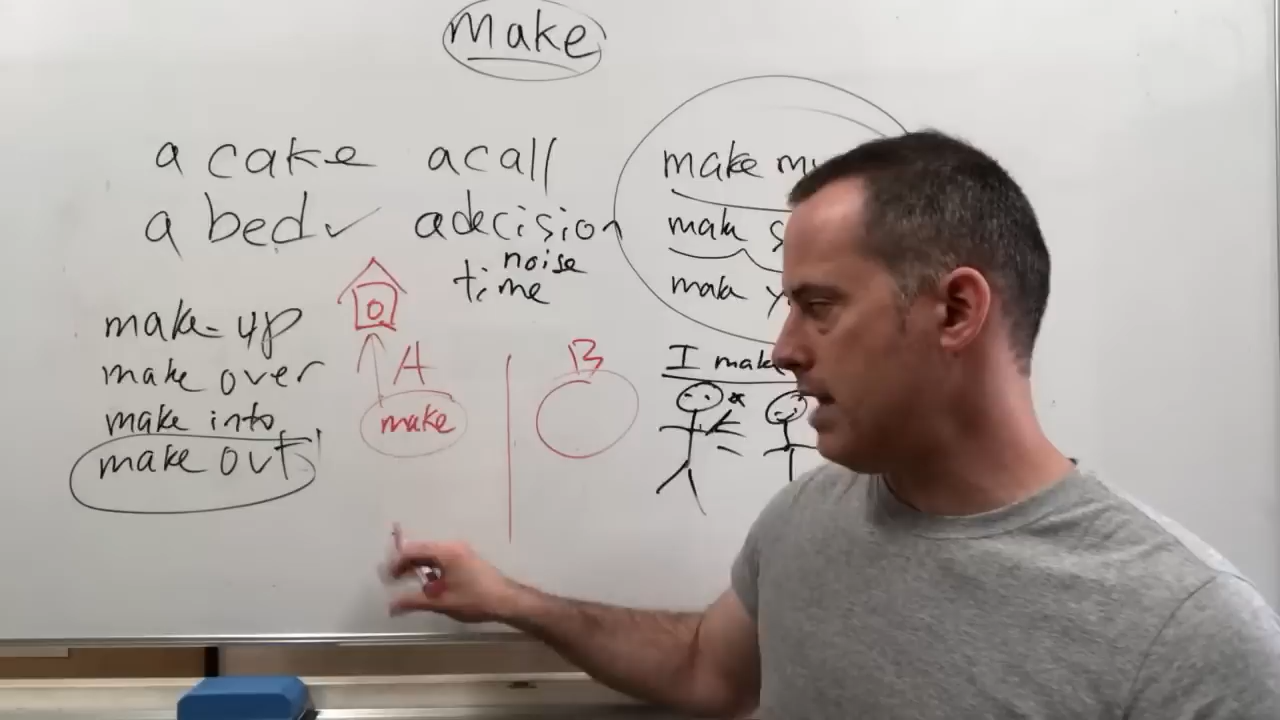 make
a cake a call
a bed ✓ a decision
noise
time
make
make
make
I make
make-up
make over
make into
make out
A
make
B